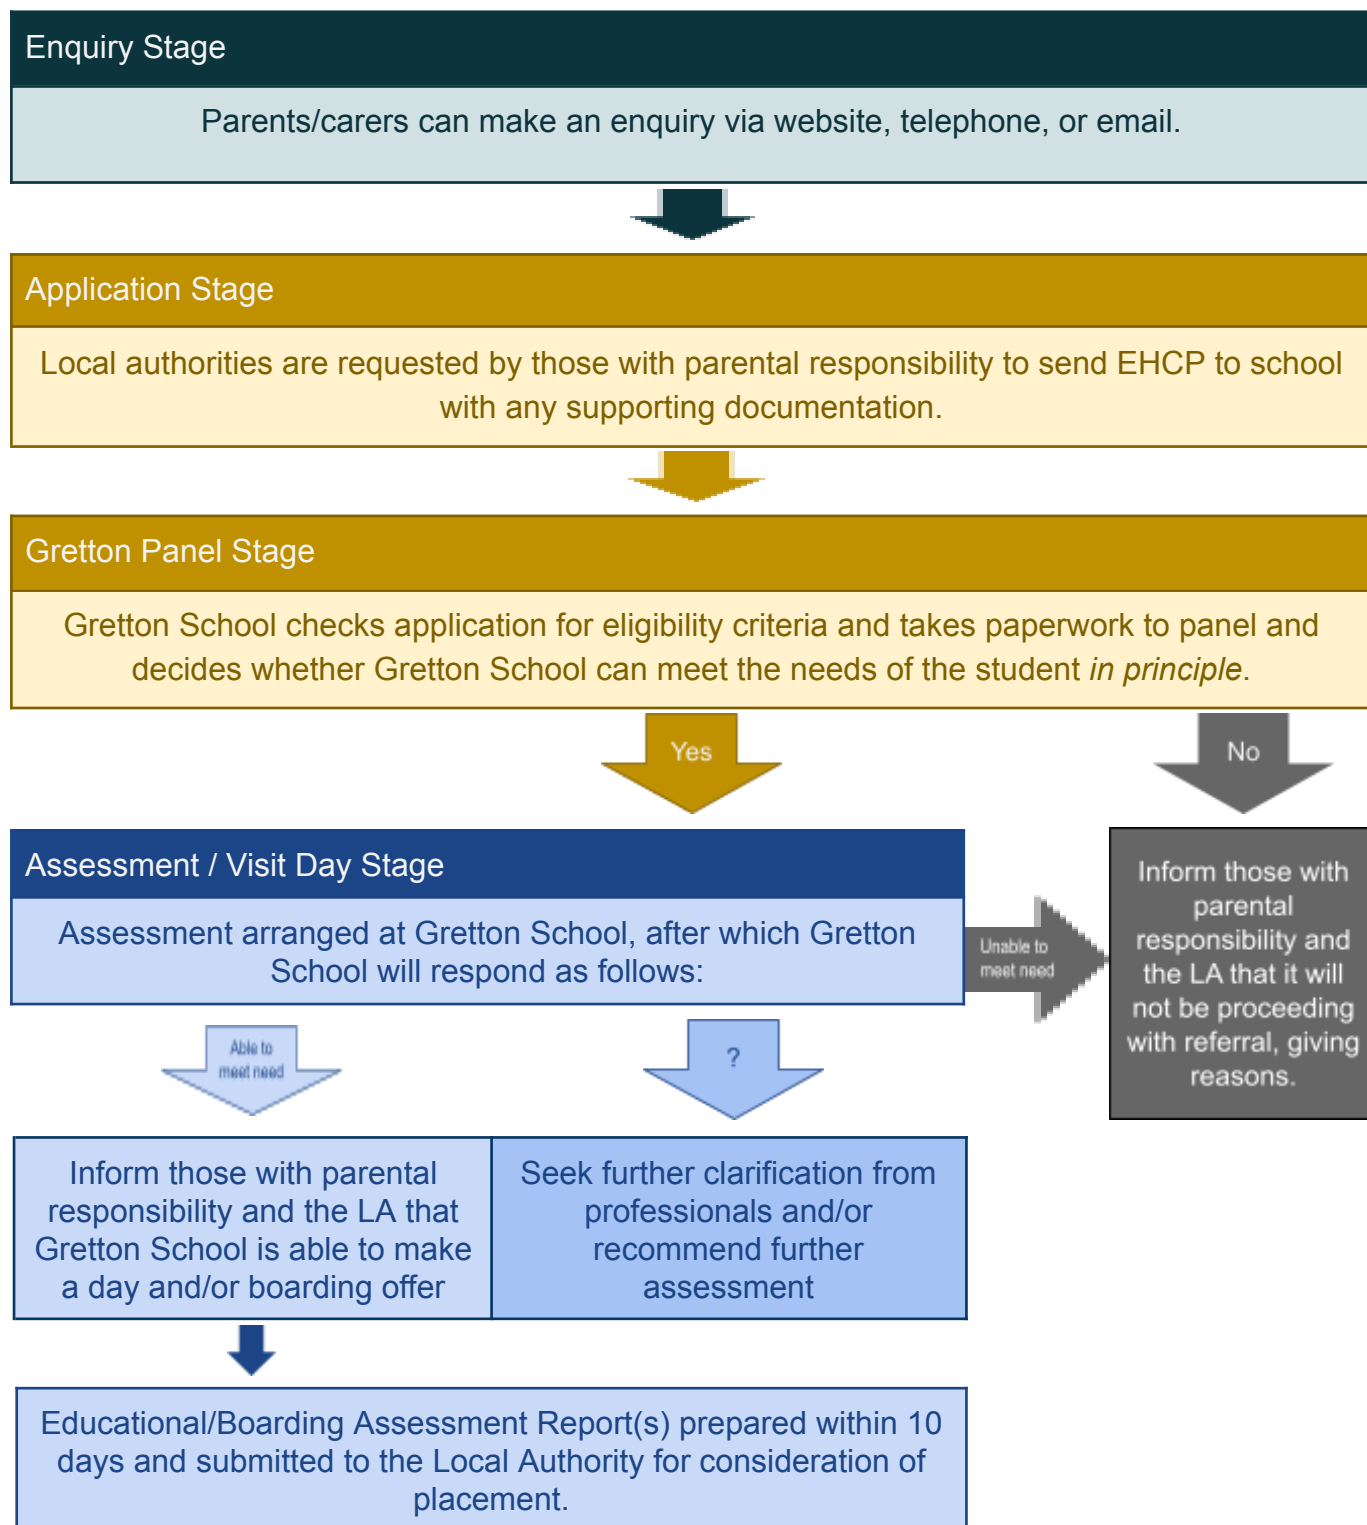 Enquiry Stage
Parents/carers can make an enquiry via website, telephone, or email.
Application Stage
Local authorities are requested by those with parental responsibility to send EHCP to school
with any supporting documentation.
Gretton Panel Stage
Gretton School checks application for eligibility criteria and takes paperwork to panel and
decides whether Gretton School can meet the needs of the student in principle.
Yes
No
Assessment / Visit Day Stage
Assessment arranged at Gretton School, after which Gretton
School will respond as follows:
Unable to
meet need
Inform those with
parental
responsibility and
the LA that it will
not be proceeding
with referral, giving
reasons.
Able to
meet need
?
Inform those with parental
responsibility and the LA that
Gretton School is able to make
a day and/or boarding offer
Seek further clarification from
professionals and/or
recommend further
assessment
Educational/Boarding Assessment Report(s) prepared within 10
days and submitted to the Local Authority for consideration of
placement.